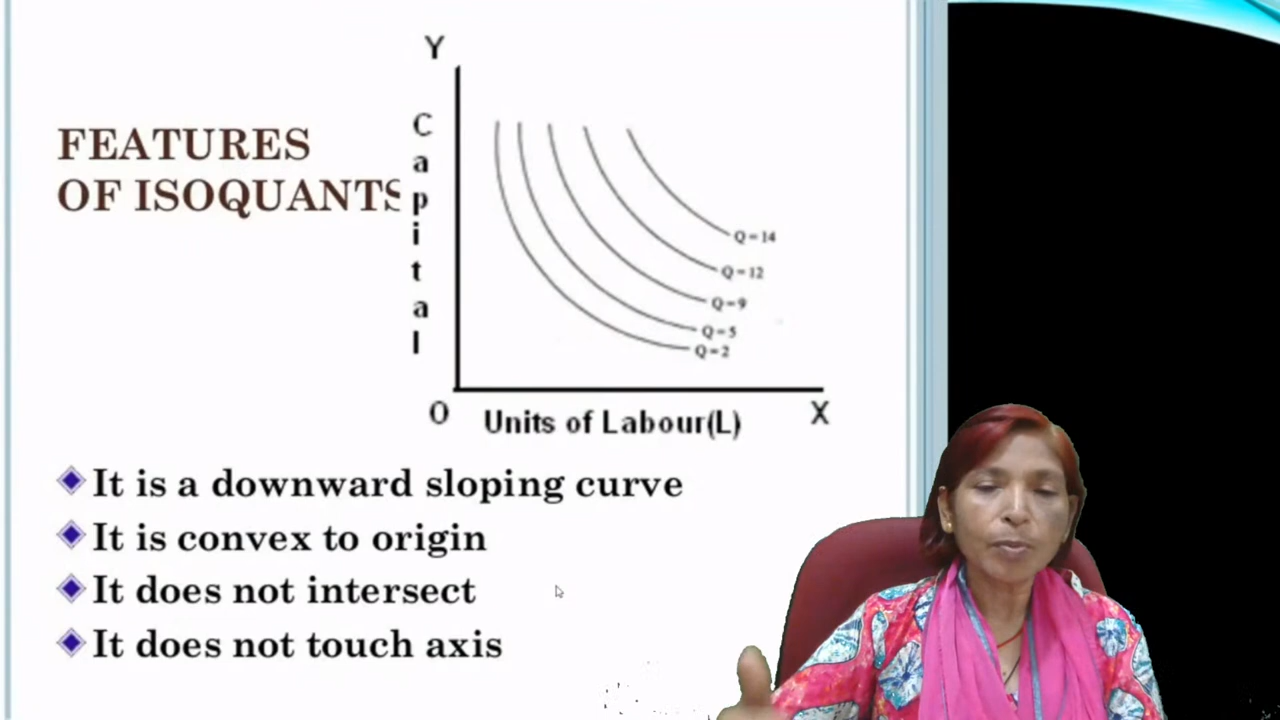 FEATURES
OF ISOQUANTS
Y
Capital
Q=14
Q=12
Q=9
Q=5
Q=2
O
Units of Labour(L)
X
It is a downward sloping curve
It is convex to origin
It does not intersect
It does not touch axis